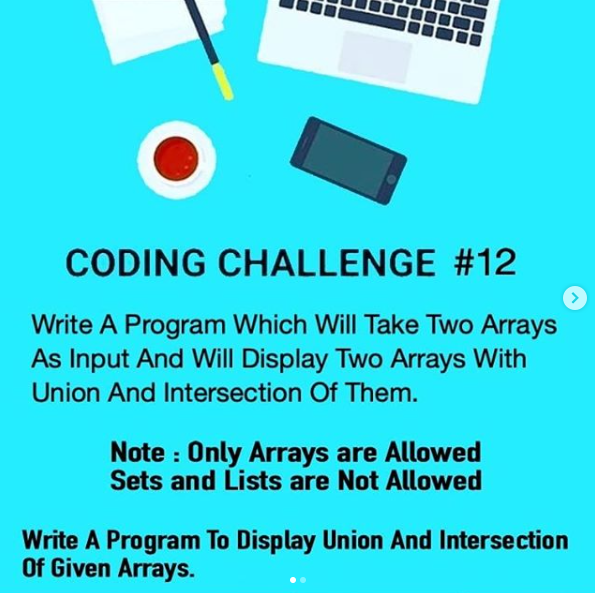 CODING CHALLENGE #12
Write A Program Which Will Take Two Arrays
As Input And Will Display Two Arrays With
Union And Intersection Of Them.
Note : Only Arrays are Allowed
Sets and Lists are Not Allowed
Write A Program To Display Union And Intersection
Of Given Arrays.